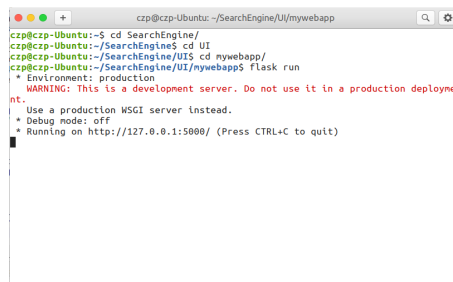 czp@czp-Ubuntu: ~/SearchEngine/UI/mywebapp
czp@czp-Ubuntu:~$ cd SearchEngine/
czp@czp-Ubuntu:~/SearchEngine$ cd UI
czp@czp-Ubuntu:~/SearchEngine/UI$ cd mywebapp/
czp@czp-Ubuntu:~/SearchEngine/UI/mywebapp$ flask run
* Environment: production
WARNING: This is a development server. Do not use it in a production deployme
nt.
Use a production WSGI server instead.
* Debug mode: off
* Running on http://127.0.0.1:5000/ (Press CTRL+C to quit)